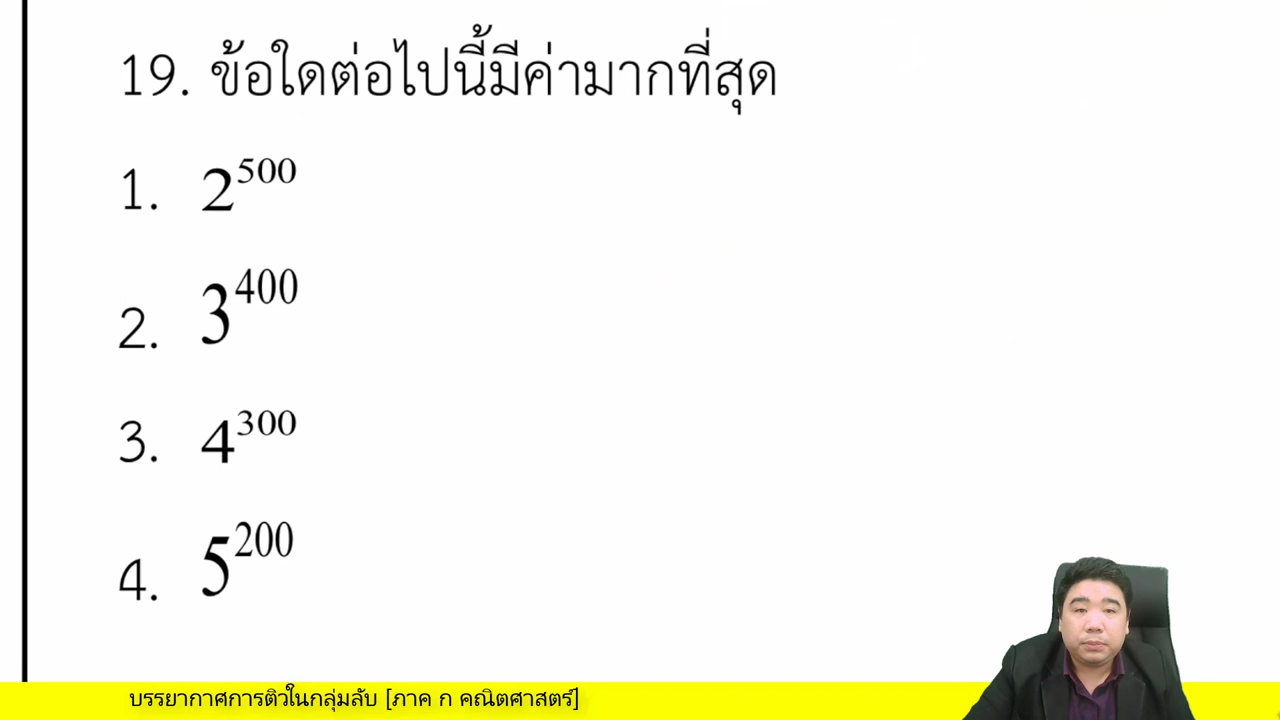 19. ข้อใดต่อไปนี้มีค่ามากที่สุด
1. 2^500
2. 3^400
3. 4^300
4. 5^200
บรรยากาศการติวในกลุ่มลับ [ภาค ก คณิตศาสตร์]